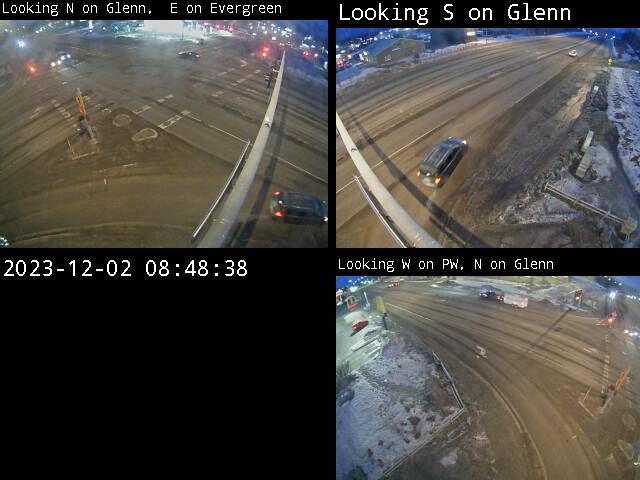 Looking N on Glenn, E on Evergreen
Looking S on Glenn
2023-12-02 08:48:38
Looking W on PW, N on Glenn